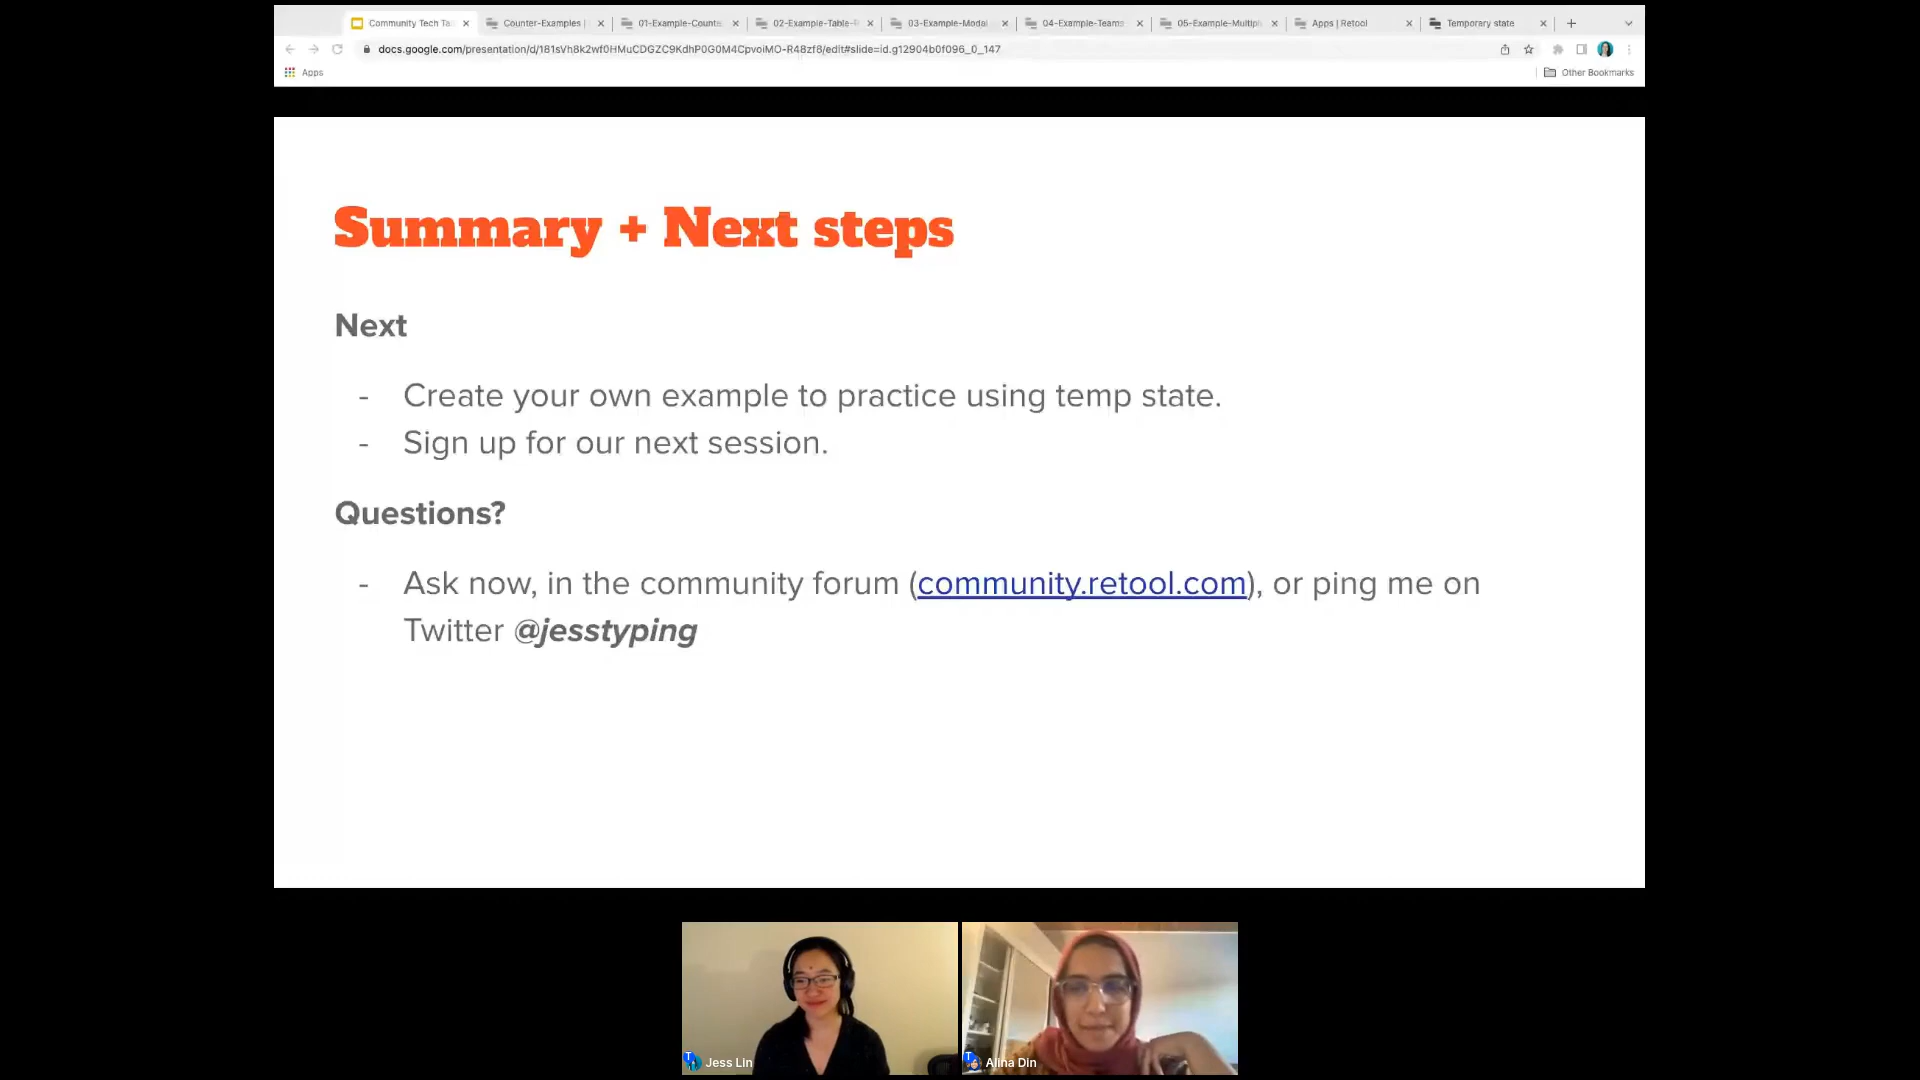 Community Tech Ta
Counter-Examples |
01-Example-Counte
02-Example-Table-R
03-Example-Modal
04-Example-Teams
05-Example-Multipl
Apps | Retool
Temporary state
docs.google.com/presentation/d/181sVh8k2wf0HMuCDGZC9KdhP0G0M4CpvoiMO-R48zf8/edit#slide=id.g12904b0f096_0_147
Apps
Other Bookmarks
Summary + Next steps
Next
- Create your own example to practice using temp state.
- Sign up for our next session.
Questions?
- Ask now, in the community forum (community.retool.com), or ping me on
Twitter @jesstyping
Jess Lin
Alina Din